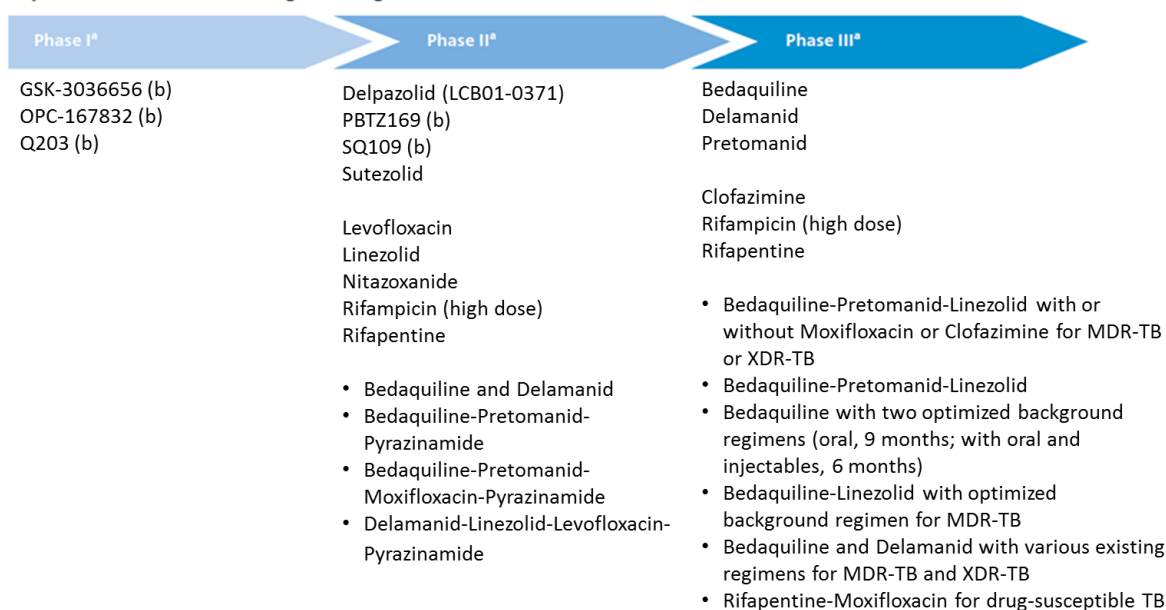 Phase Iª
Phase IIª
Phase IIIª
GSK-3036656 (b)
OPC-167832 (b)
Q203 (b)
Delpazolid (LCB01-0371)
PBTZ169 (b)
SQ109 (b)
Sutezolid
Levofloxacin
Linezolid
Nitazoxanide
Rifampicin (high dose)
Rifapentine
• Bedaquiline and Delamanid
• Bedaquiline-Pretomanid-
Pyrazinamide
• Bedaquiline-Pretomanid-
Moxifloxacin-Pyrazinamide
• Delamanid-Linezolid-Levofloxacin-
Pyrazinamide
Bedaquiline
Delamanid
Pretomanid
Clofazimine
Rifampicin (high dose)
Rifapentine
• Bedaquiline-Pretomanid-Linezolid with or
without Moxifloxacin or Clofazimine for MDR-TB
or XDR-TB
• Bedaquiline-Pretomanid-Linezolid
• Bedaquiline with two optimized background
regimens (oral, 9 months; with oral and
injectables, 6 months)
• Bedaquiline-Linezolid with optimized
background regimen for MDR-TB
• Bedaquiline and Delamanid with various existing
regimens for MDR-TB and XDR-TB
• Rifapentine-Moxifloxacin for drug-susceptible TB